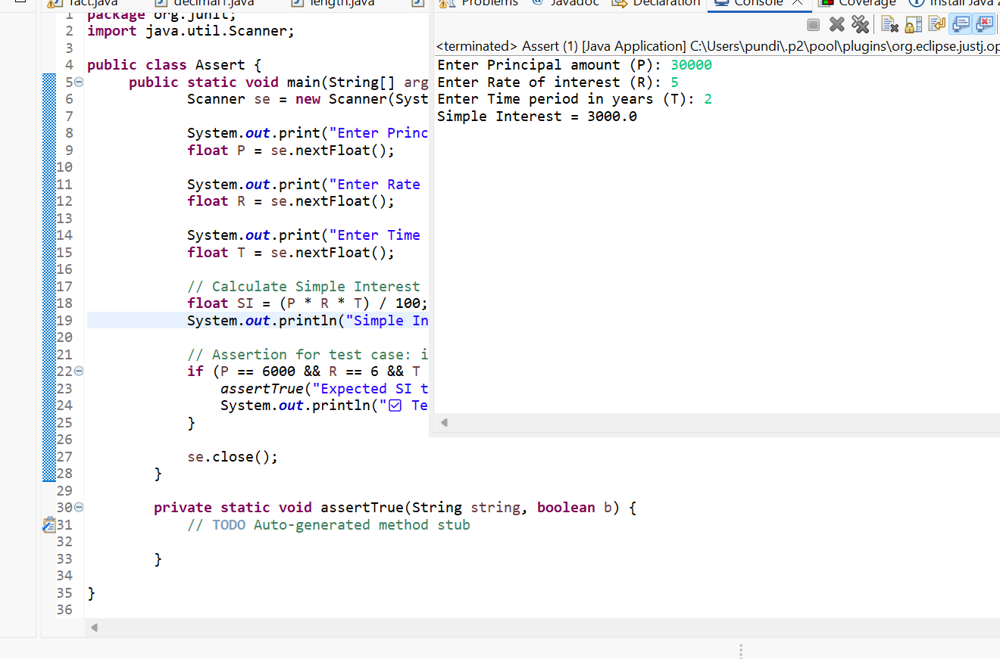 fact.java decimal1.java length.java
1 package org.junit;
2 import java.util.Scanner;
3
4 public class Assert {
5 public static void main(String[] arg
6 Scanner se = new Scanner(Syst
7
8 System.out.print("Enter Princ
9 float P = se.nextFloat();
10
11 System.out.print("Enter Rate
12 float R = se.nextFloat();
13
14 System.out.print("Enter Time
15 float T = se.nextFloat();
16
17 // Calculate Simple Interest
18 float SI = (P * R * T) / 100;
19 System.out.println("Simple In
20
21 // Assertion for test case: i
22 if (P == 6000 && R == 6 && T
23 assertTrue("Expected SI t
24 System.out.println("☑ Te
25 }
26
27 se.close();
28 }
29
30 private static void assertTrue(String string, boolean b) {
31 // TODO Auto-generated method stub
32
33 }
34
35 }
36
Problems @ Javadoc Declaration Console Coverage Install Java 2
<terminated> Assert (1) [Java Application] C:\Users\pundi\.p2\pool\plugins\org.eclipse.justj.op
Enter Principal amount (P): 30000
Enter Rate of interest (R): 5
Enter Time period in years (T): 2
Simple Interest = 3000.0